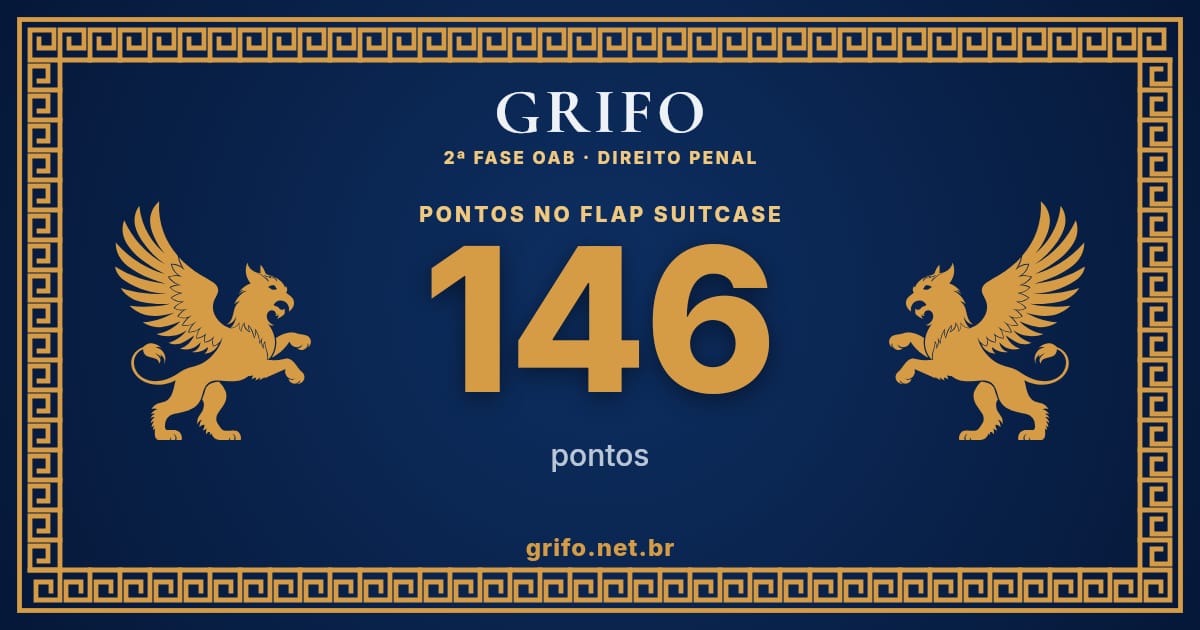 GRIFO
2ª FASE OAB · DIREITO PENAL
PONTOS NO FLAP SUITCASE
146
pontos
grifo.net.br